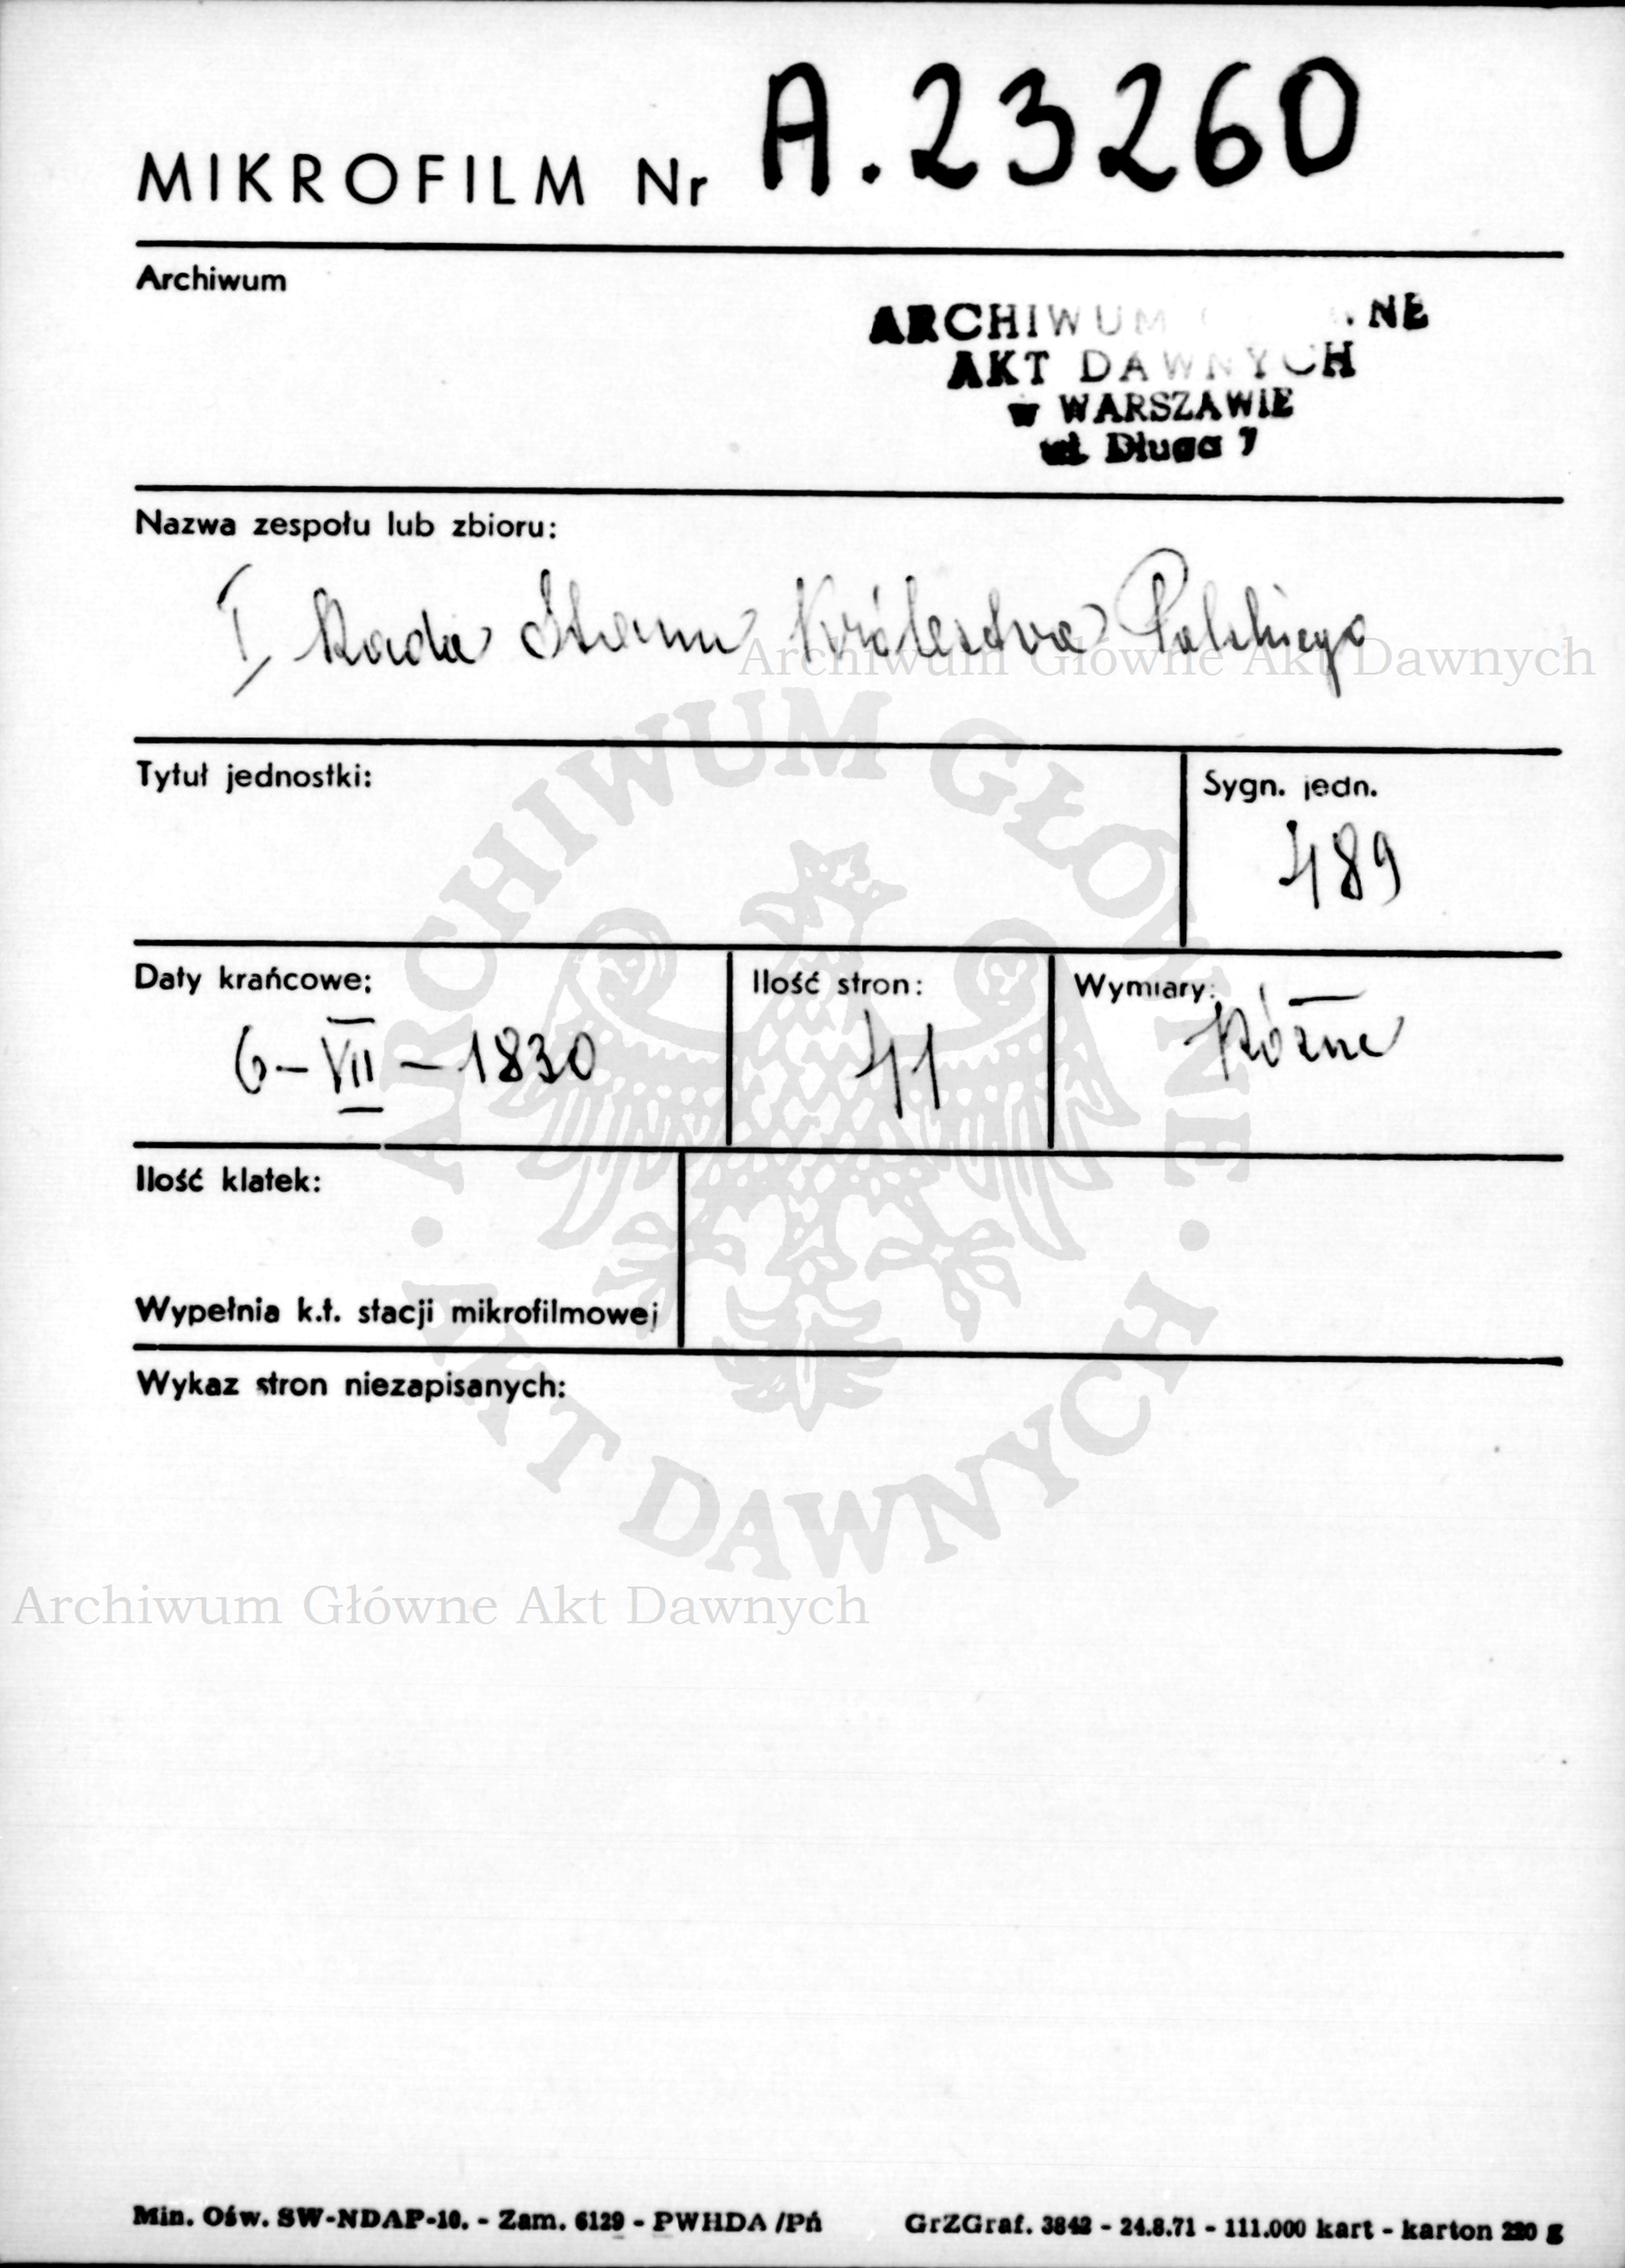 MIKROFILM Nr A.23260
Archiwum
ARCHIWUM NE
AKT DAWNYCH
w WARSZAWIE
ul. Długa 7
Nazwa zespołu lub zbioru:
I Rada Stanu Królestwa Polskiego
Archiwum Główne Akt Dawnych
Tytuł jednostki:
Sygn. jedn.
489
Daty krańcowe:
6-VII-1830
Ilość stron:
41
Wymiary:
Różne
Ilość klatek:
Wypełnia k.t. stacji mikrofilmowej
Wykaz stron niezapisanych:
ARCHIWUM GŁÓWNE
AKT DAWNYCH
Archiwum Główne Akt Dawnych
Min. Ośw. SW-NDAP-10. - Zam. 6129 - PWHDA /Pń
GrZGraf. 3842 - 24.8.71 - 111.000 kart - karton 220 g